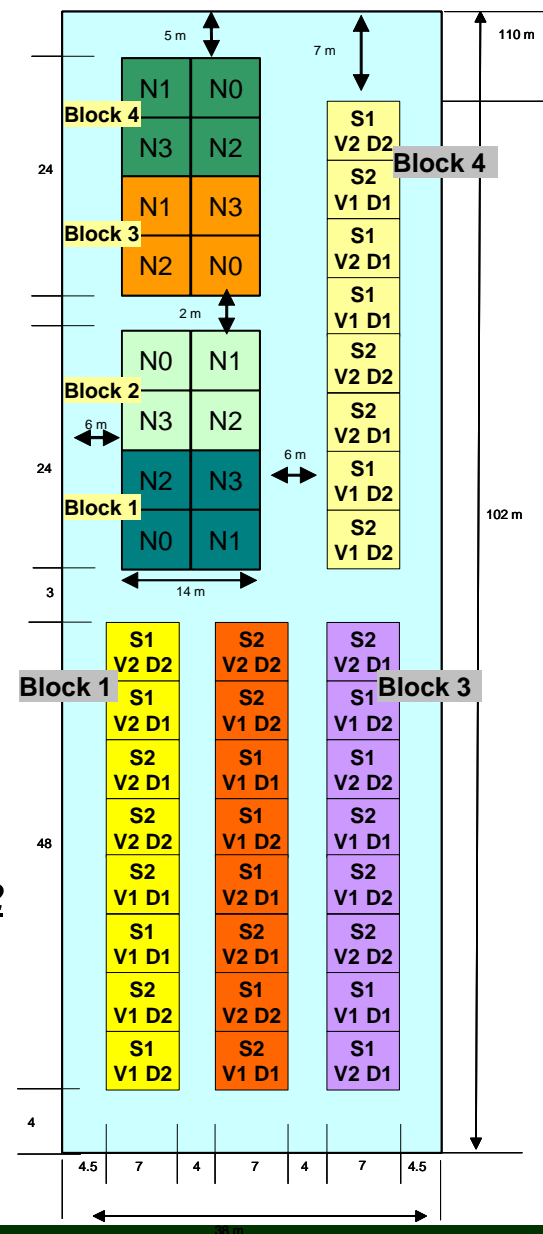 5 m
7 m
110 m
N1 N0
Block 4
N3 N2
24
N1 N3
Block 3
N2 N0
2 m
N0 N1
Block 2
N3 N2
6 m
24
N2 N3
6 m
Block 1
N0 N1
14 m
3
S1
V2 D2
Block 4
S2
V1 D1
S1
V2 D1
S1
V1 D1
S2
V2 D2
S2
V2 D1
S1
V1 D2
S2
V1 D2
102 m
S1
V2 D2
Block 1
S1
V2 D1
S2
V2 D1
S2
V2 D2
S2
V1 D1
S1
V1 D1
S2
V1 D2
S1
V1 D2
48
2
S2
V2 D2
S2
V1 D2
S1
V1 D1
S1
V1 D2
S1
V2 D1
S2
V2 D1
S1
V2 D2
S2
V1 D1
S2
V2 D1
Block 3
S1
V1 D2
S1
V2 D2
S2
V1 D1
S2
V1 D2
S2
V2 D2
S1
V1 D1
S1
V2 D1
4
4.5 7 4 7 4 7 4.5
38 m